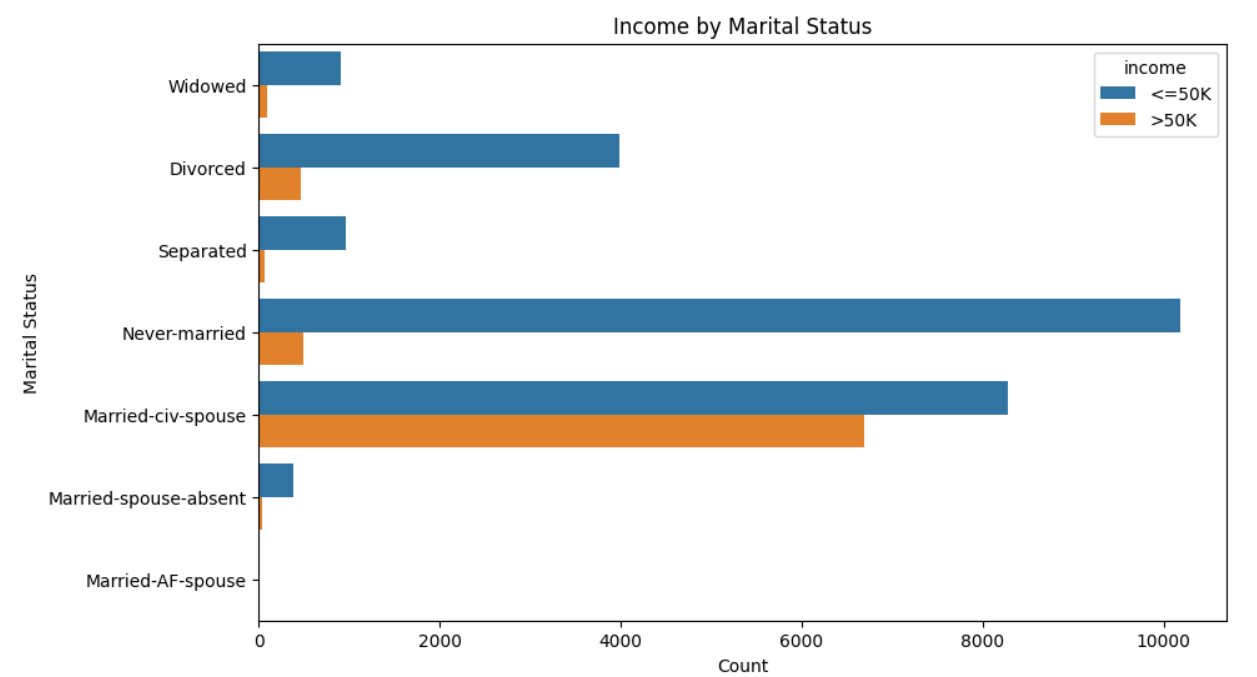 Income by Marital Status
income
<=50K
>50K
Widowed
Divorced
Separated
Never-married
Married-civ-spouse
Married-spouse-absent
Married-AF-spouse
Marital Status
0 2000 4000 6000 8000 10000
Count